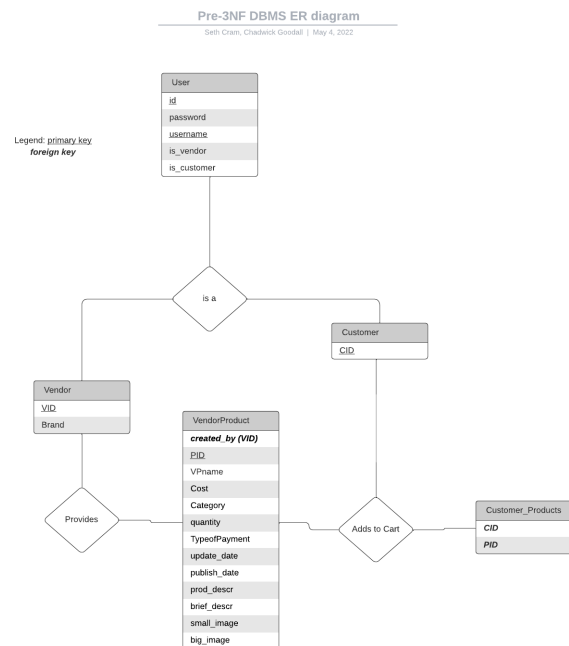 Pre-3NF DBMS ER diagram
Seth Cram, Chadwick Goodall | May 4, 2022
User
id
password
username
is_vendor
is_customer
Legend: primary key
foreign key
is a
Customer
CID
Vendor
VID
Brand
VendorProduct
created_by (VID)
PID
VPname
Cost
Category
quantity
TypeofPayment
update_date
publish_date
prod_descr
brief_descr
small_image
big_image
Provides
Adds to Cart
Customer_Products
CID
PID